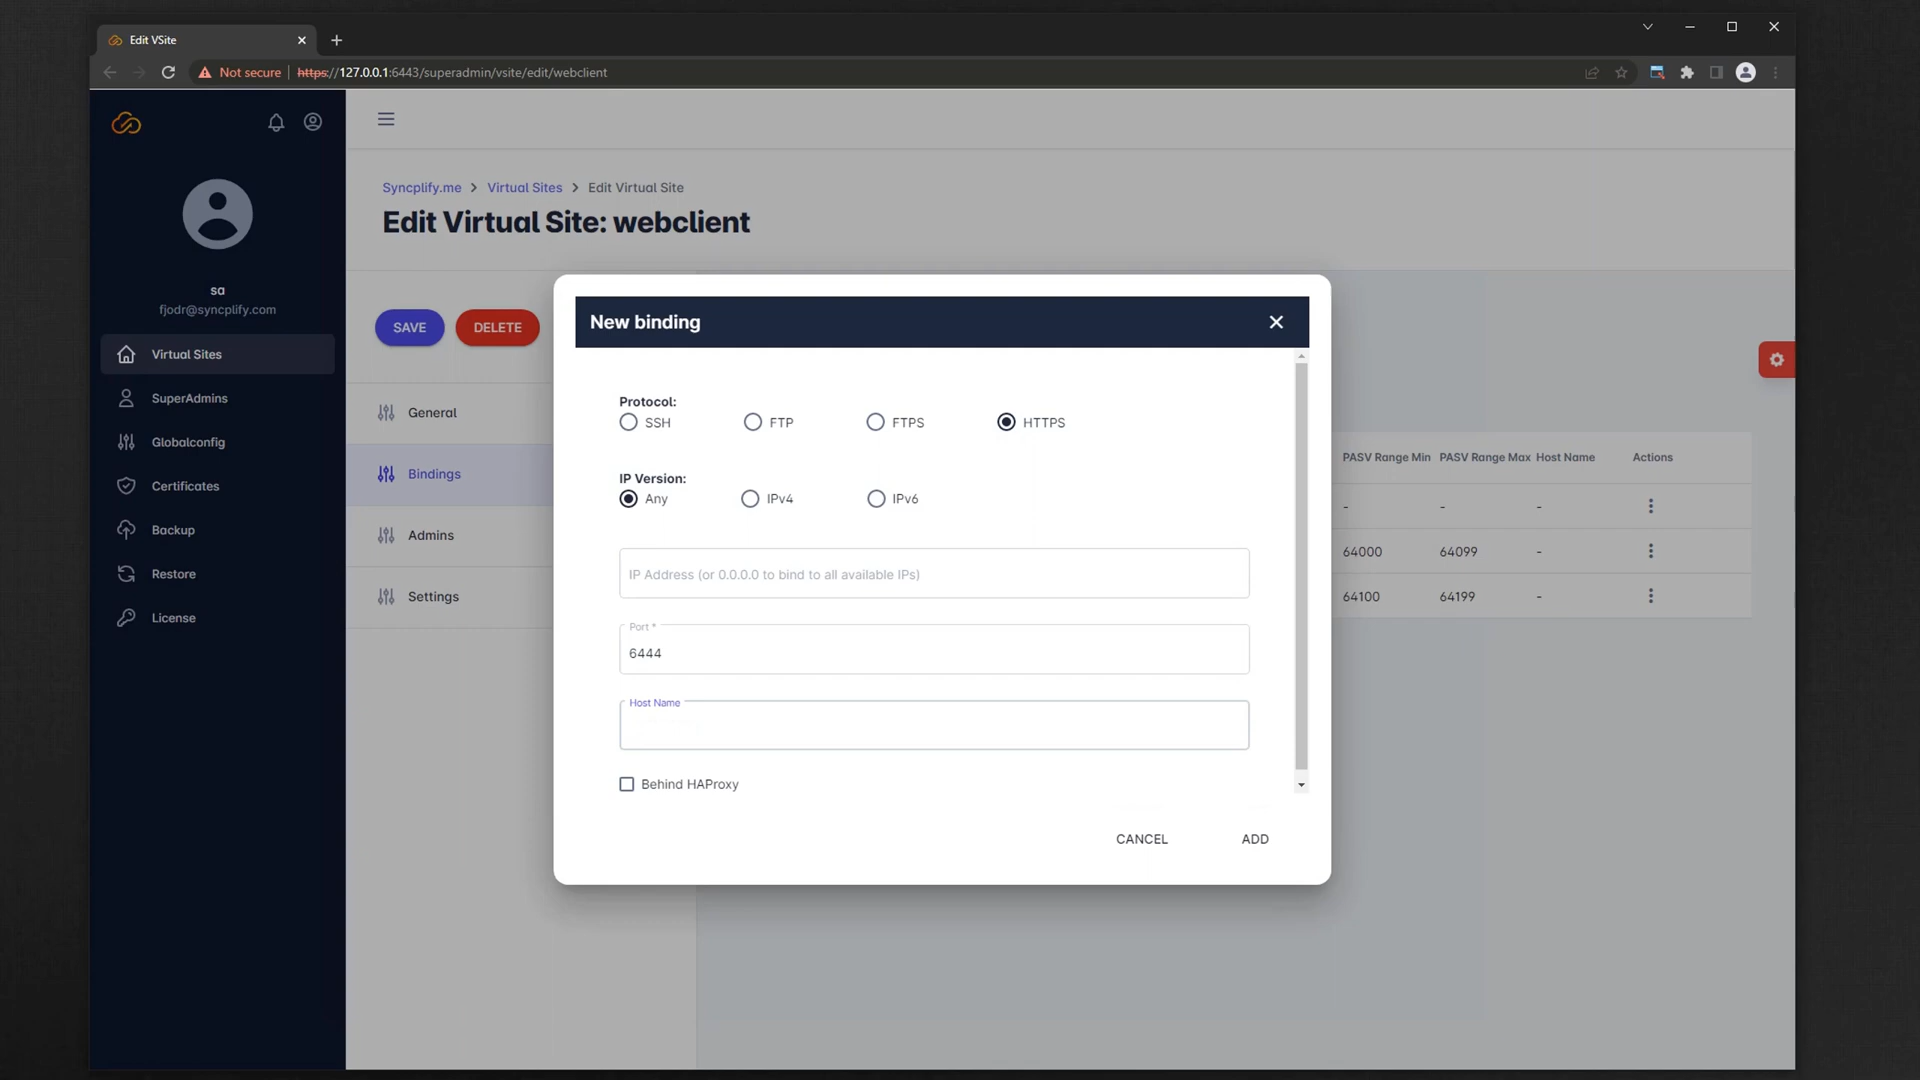 Edit VSite
Not secure
https://127.0.0.1:6443/superadmin/vsite/edit/webclient
sa
fjodr@syncplify.com
Virtual Sites
SuperAdmins
Globalconfig
Certificates
Backup
Restore
License
Syncplify.me > Virtual Sites > Edit Virtual Site
Edit Virtual Site: webclient
SAVE
DELETE
General
Bindings
Admins
Settings
PASV Range Min PASV Range Max Host Name Actions
- - -
64000 64099 -
64100 64199 -
New binding
Protocol:
SSH FTP FTPS HTTPS
IP Version:
Any IPv4 IPv6
IP Address (or 0.0.0.0 to bind to all available IPs)
Port *
6444
Host Name
Behind HAProxy
CANCEL ADD